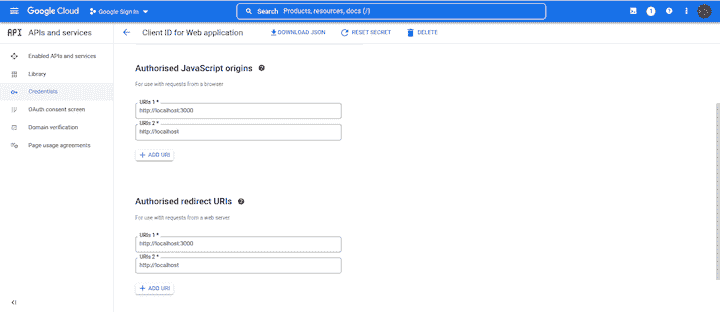 Google Cloud
Google Sign In
Search Products, resources, docs (/)
1
API APIs and services
Client ID for Web application
DOWNLOAD JSON
RESET SECRET
DELETE
Enabled APIs and services
Library
Credentials
OAuth consent screen
Domain verification
Page usage agreements
Authorised JavaScript origins
For use with requests from a browser
URIs 1 *
http://localhost:3000
URIs 2 *
http://localhost
+ ADD URI
Authorised redirect URIs
For use with requests from a web server
URIs 1 *
http://localhost:3000
URIs 2 *
http://localhost
+ ADD URI